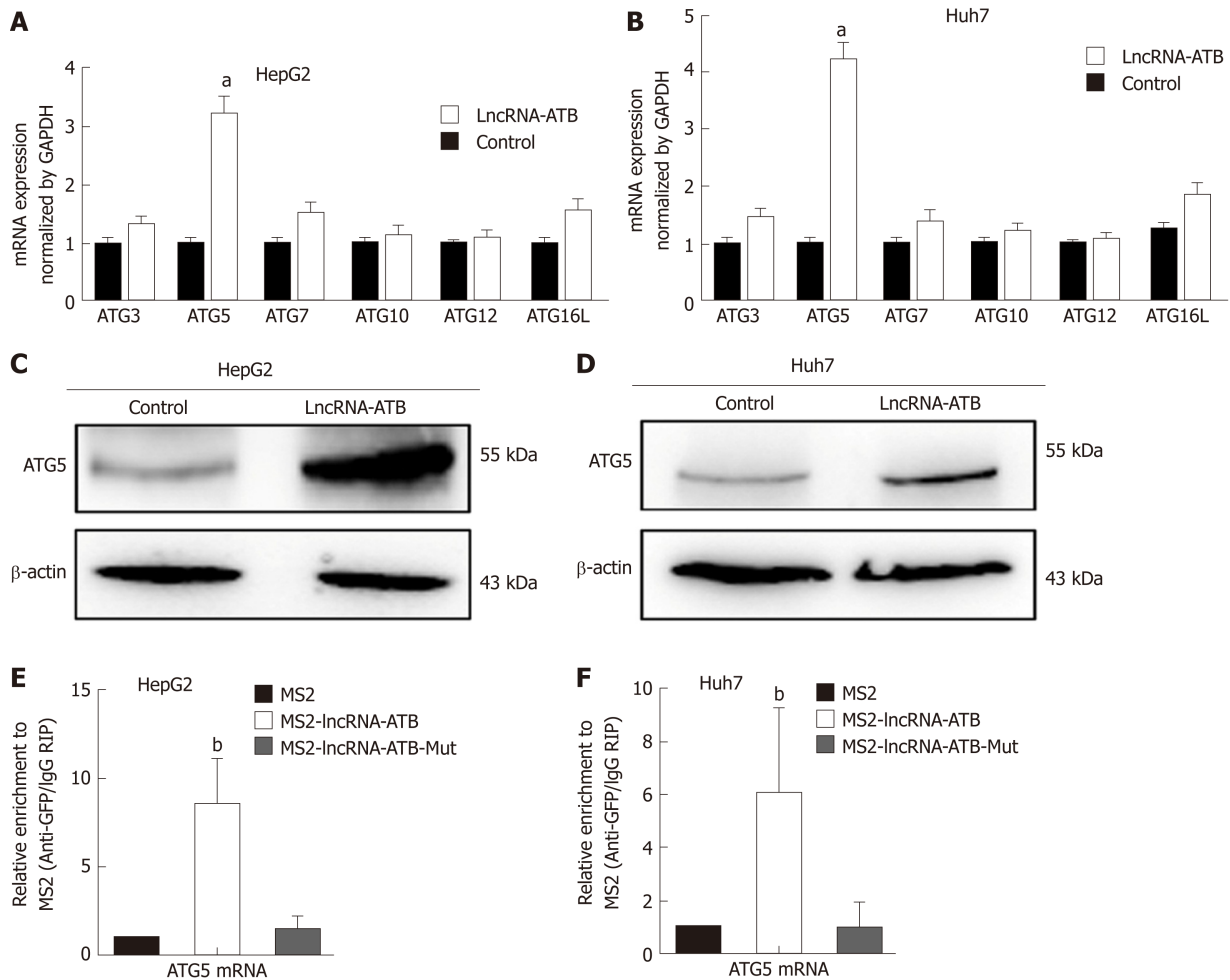 A
HepG2
a
mRNA expression
normalized by GAPDH
4
3
2
1
0
LncRNA-ATB
Control
ATG3 ATG5 ATG7 ATG10 ATG12 ATG16L
B
Huh7
a
mRNA expression
normalized by GAPDH
5
4
3
2
1
0
LncRNA-ATB
Control
ATG3 ATG5 ATG7 ATG10 ATG12 ATG16L
C
HepG2
Control LncRNA-ATB
ATG5 55 kDa
β-actin 43 kDa
D
Huh7
Control LncRNA-ATB
ATG5 55 kDa
β-actin 43 kDa
E
HepG2
b
Relative enrichment to
MS2 (Anti-GFP/IgG RIP)
15
10
5
0
MS2
MS2-lncRNA-ATB
MS2-lncRNA-ATB-Mut
ATG5 mRNA
F
Huh7
b
Relative enrichment to
MS2 (Anti-GFP/IgG RIP)
10
8
6
4
2
0
MS2
MS2-lncRNA-ATB
MS2-lncRNA-ATB-Mut
ATG5 mRNA